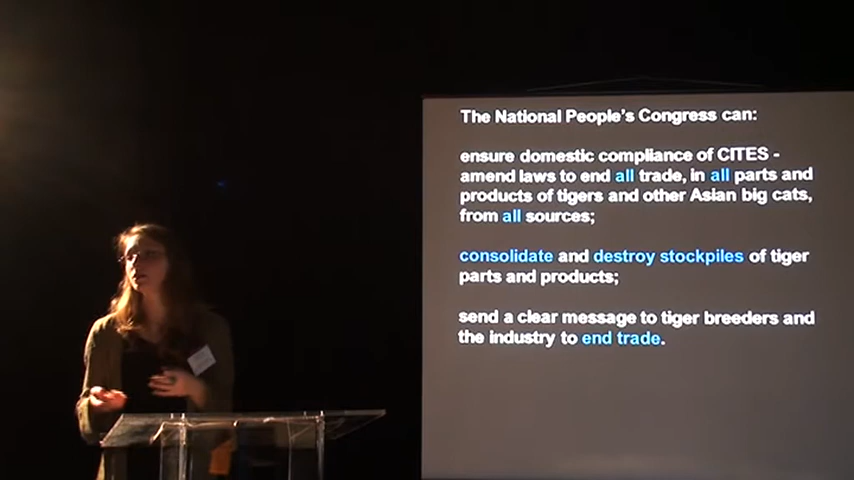 The National People's Congress can:
ensure domestic compliance of CITES -
amend laws to end all trade, in all parts and
products of tigers and other Asian big cats,
from all sources;
consolidate and destroy stockpiles of tiger
parts and products;
send a clear message to tiger breeders and
the industry to end trade.